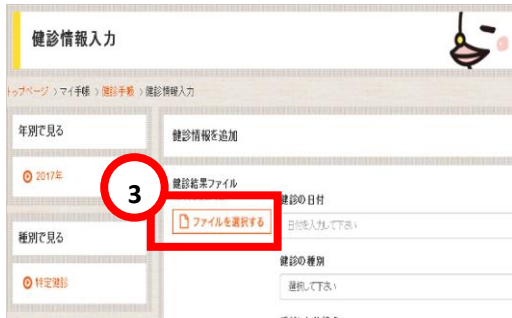 健診情報入力
トップページ > マイ手帳 > 健診手帳 > 健診情報入力
年別で見る
2017年
種別で見る
特定健診
健診情報を追加
健診結果ファイル
3
ファイルを選択する
健診の日付
日付を入力して下さい
健診の種別
選択して下さい